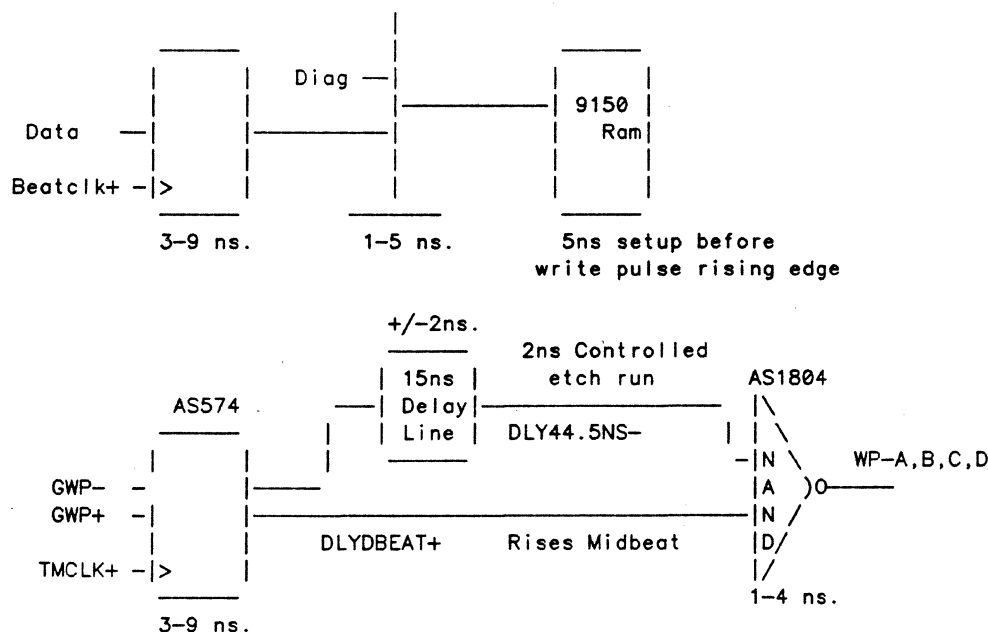 Diag
9150
Data
Ram
Beatclk+
>
3-9 ns.
1-5 ns.
5ns setup before
write pulse rising edge
+/-2ns.
2ns Controlled
15ns
etch run
AS1804
AS574
Delay
Line
DLY44.5NS-
N
WP-A,B,C,D
GWP-
A
)O
GWP+
N
DLYDBEAT+
Rises Midbeat
D
TMCLK+
>
1-4 ns.
3-9 ns.